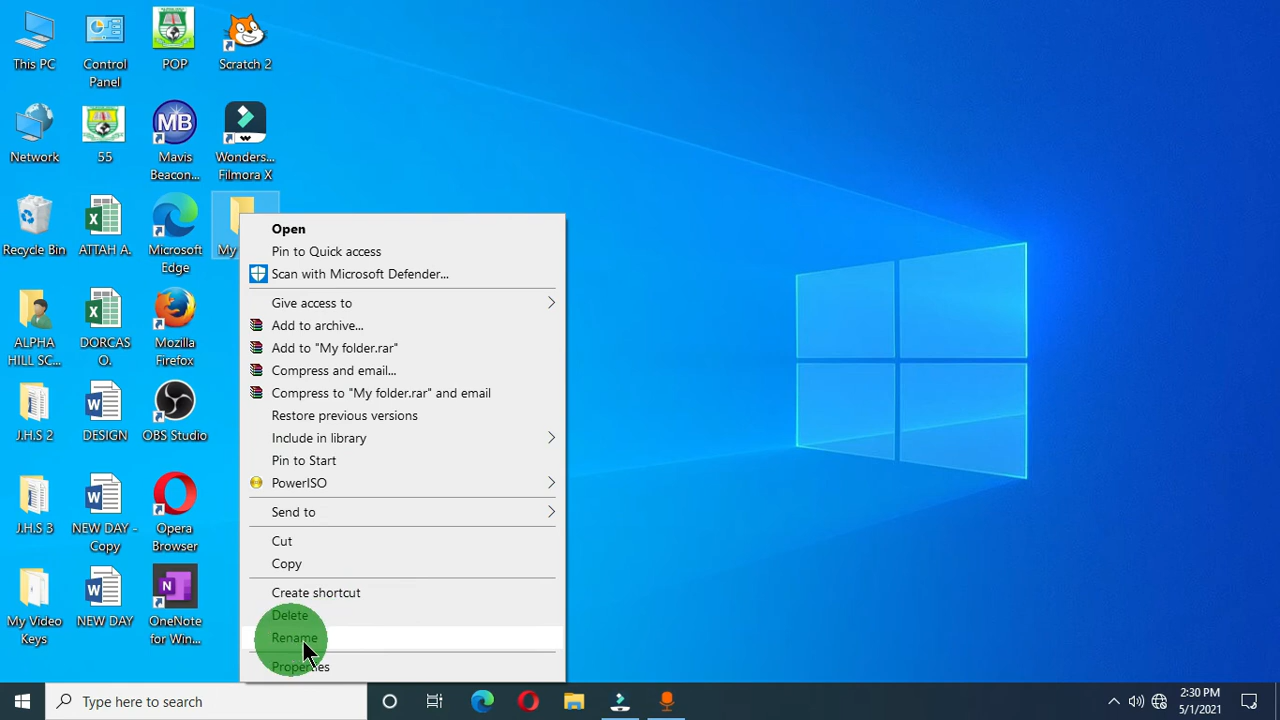 This PC
Control
Panel
POP
Scratch 2
Network
55
Mavis
Beacon...
Wonders...
Filmora X
MB
Recycle Bin
ATTAH A.
Microsoft
Edge
My
ALPHA
HILL SC...
DORCAS
O.
Mozilla
Firefox
J.H.S 2
DESIGN
OBS Studio
J.H.S 3
NEW DAY -
Copy
Opera
Browser
My Video
Keys
NEW DAY
OneNote
for Win...
Open
Pin to Quick access
Scan with Microsoft Defender...
Give access to
Add to archive...
Add to "My folder.rar"
Compress and email...
Compress to "My folder.rar" and email
Restore previous versions
Include in library
Pin to Start
PowerISO
Send to
Cut
Copy
Create shortcut
Delete
Rename
Properties
Type here to search
2:30 PM
5/1/2021